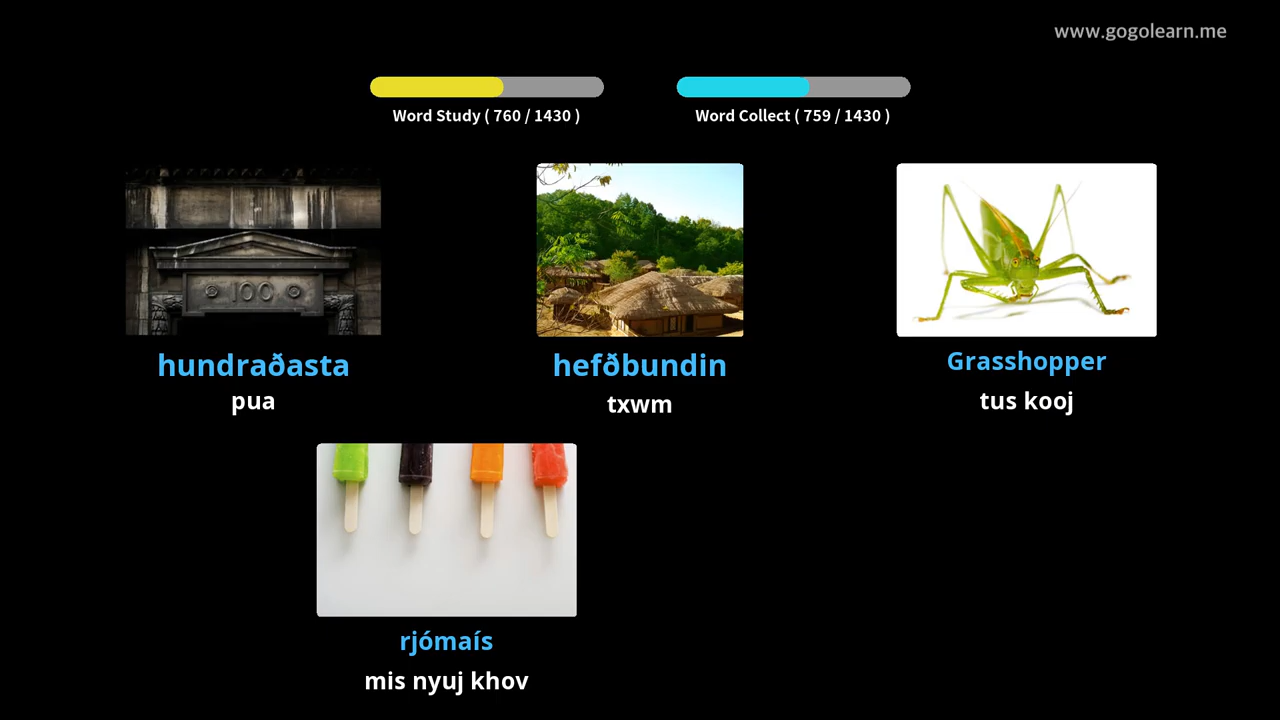 www.gogolearn.me
Word Study ( 760 / 1430 )
Word Collect ( 759 / 1430 )
100
hundraðasta
pua
hefðbundin
txwm
Grasshopper
tus kooj
rjómaís
mis nyuj khov